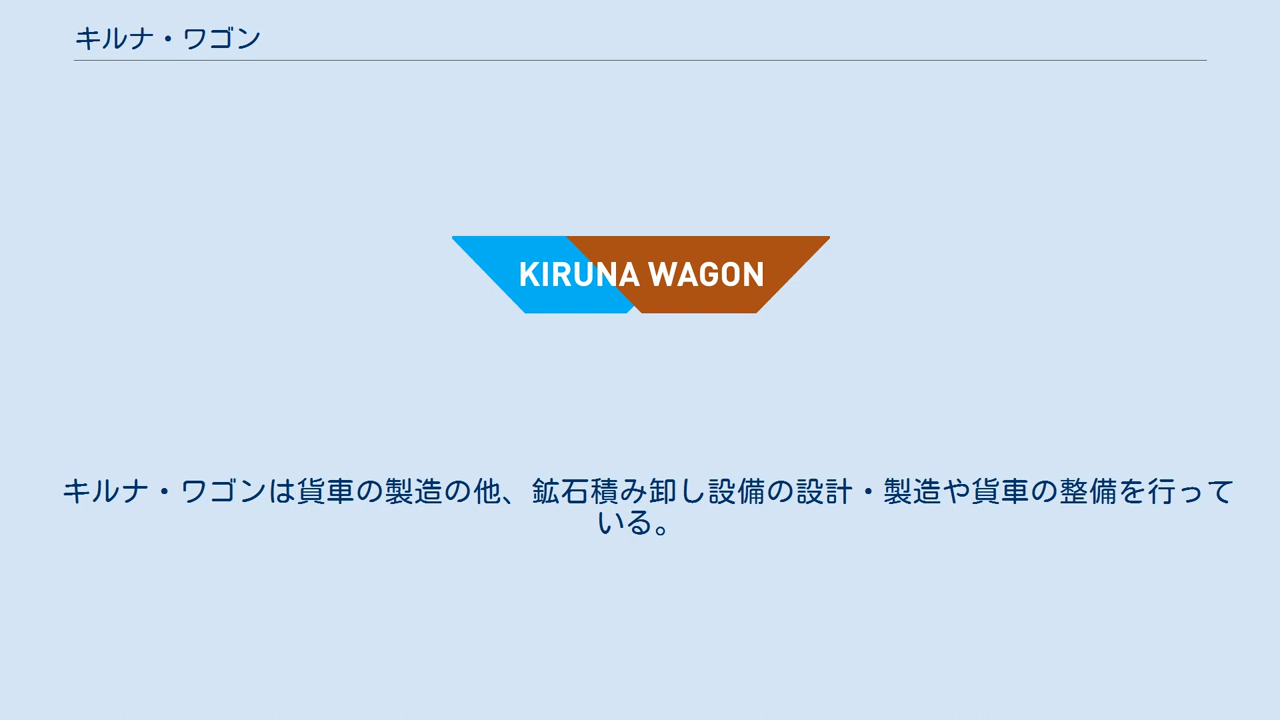 キルナ・ワゴン
KIRUNA WAGON
キルナ・ワゴンは貨車の製造の他、鉱石積み卸し設備の設計・製造や貨車の整備を行って
いる。